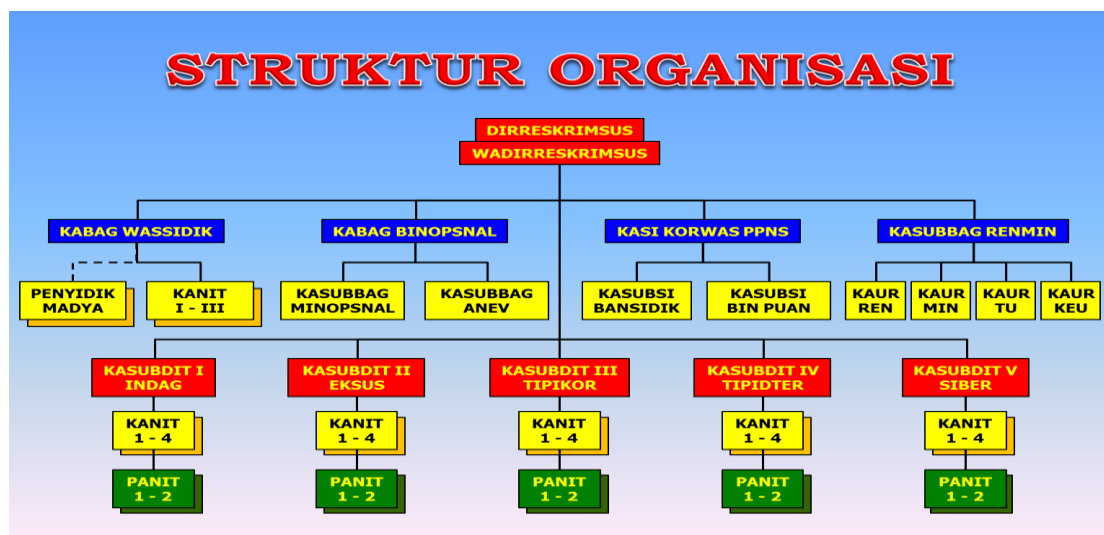 STRUKTUR ORGANISASI
DIRRESKRIMSUS
WADIRRESKRIMSUS
KABAG WASSIDIK
KABAG BINOPSNAL
KASI KORWAS PPNS
KASUBBAG RENMIN
PENYIDIK
MADYA
KANIT
I - III
KASUBBAG
MINOPSNAL
KASUBBAG
ANEV
KASUBSI
BANSIDIK
KASUBSI
BIN PUAN
KAUR
REN
KAUR
MIN
KAUR
TU
KAUR
KEU
KASUBDIT I
INDAG
KASUBDIT II
EKSUS
KASUBDIT III
TIPIKOR
KASUBDIT IV
TIPIDTER
KASUBDIT V
SIBER
KANIT
1 - 4
KANIT
1 - 4
KANIT
1 - 4
KANIT
1 - 4
KANIT
1 - 4
PANIT
1 - 2
PANIT
1 - 2
PANIT
1 - 2
PANIT
1 - 2
PANIT
1 - 2